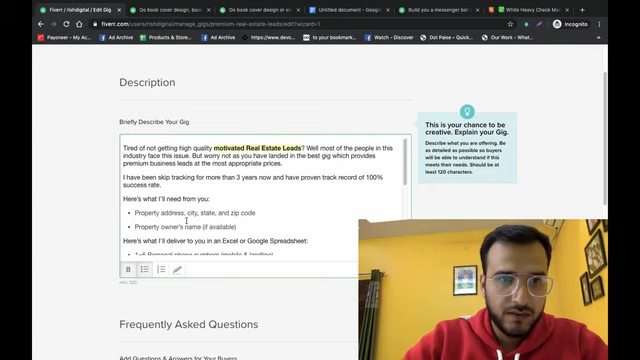 Fiverr / rishdigital / Edit Gig
Do book cover design, boo
Do book cover design or e
Untitled document - Google
Build you a messenger bot
White Heavy Check M
fiverr.com/users/rishdigital/manage_gigs/premium-real-estate-leads/edit?wizard=1
Incognito
Payoneer
My Blog
Ad Archive
Products & Store...
Ad Archive
https://www.devo...
to your bookmark...
Watch - Discover
Dot Paise – Google...
Our Work - What...
Description
Briefly Describe Your Gig
Tired of not getting high quality motivated Real Estate Leads? Well most of the people in this
industry face this issue. But worry not as you have landed in the best gig which provides
premium business leads at the most appropriate prices.
I have been skip tracking for more than 3 years now and have proven track record of 100%
success rate.
Here's what I'll need from you:
• Property address, city, state, and zip code
• Property owner's name (if available)
Here's what I'll deliver to you in an Excel or Google Spreadsheet:
B
min: 120
This is your chance to be
creative. Explain your Gig.
Describe what you are offering. Be
as detailed as possible so buyers
will be able to understand if this
meets their needs. Should be
at least 120 characters.
Frequently Asked Questions
Add Questions & Answers for Your Buyers.